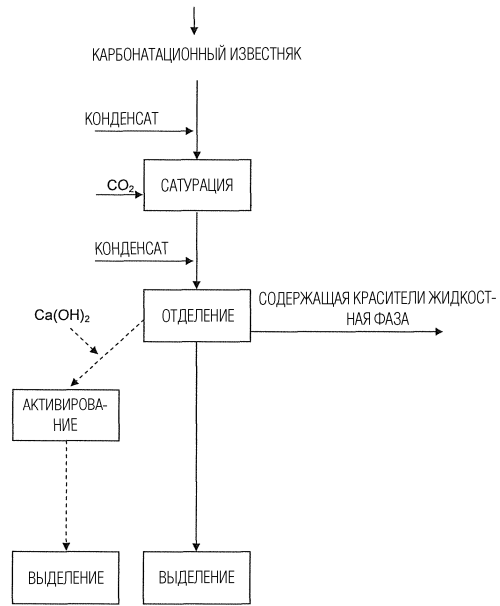 КАРБОНАТАЦИОННЫЙ ИЗВЕСТНЯК
КОНДЕНСАТ
САТУРАЦИЯ
CO₂
КОНДЕНСАТ
СОДЕРЖАЩАЯ КРАСИТЕЛИ ЖИДКОСТ-
НАЯ ФАЗА
Ca(OH)₂
ОТДЕЛЕНИЕ
АКТИВИРОВА-
НИЕ
ВЫДЕЛЕНИЕ
ВЫДЕЛЕНИЕ